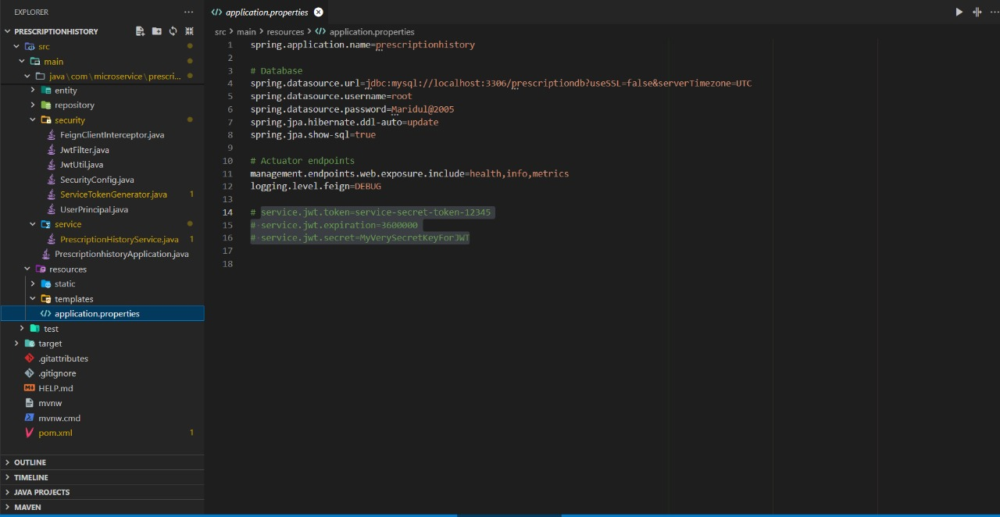 EXPLORER
PRESCRIPTIONHISTORY
src
main
java\com\microservice\prescri...
entity
repository
security
FeignClientInterceptor.java
JwtFilter.java
JwtUtil.java
SecurityConfig.java
ServiceTokenGenerator.java 1
UserPrincipal.java
service
PrescriptionHistoryService.java 1
PrescriptionhistoryApplication.java
resources
static
templates
application.properties
test
target
.gitattributes
.gitignore
HELP.md
mvnw
mvnw.cmd
pom.xml 1
OUTLINE
TIMELINE
JAVA PROJECTS
MAVEN
application.properties
src > main > resources > application.properties
1 spring.application.name=prescriptionhistory
2
3 # Database
4 spring.datasource.url=jdbc:mysql://localhost:3306/prescriptiondb?useSSL=false&serverTimezone=UTC
5 spring.datasource.username=root
6 spring.datasource.password=Maridul@2005
7 spring.jpa.hibernate.ddl-auto=update
8 spring.jpa.show-sql=true
9
10 # Actuator endpoints
11 management.endpoints.web.exposure.include=health,info,metrics
12 logging.level.feign=DEBUG
13
14 # service.jwt.token=service-secret-token-12345
15 # service.jwt.expiration=3600000
16 # service.jwt.secret=MyVerySecretKeyForJWT
17
18